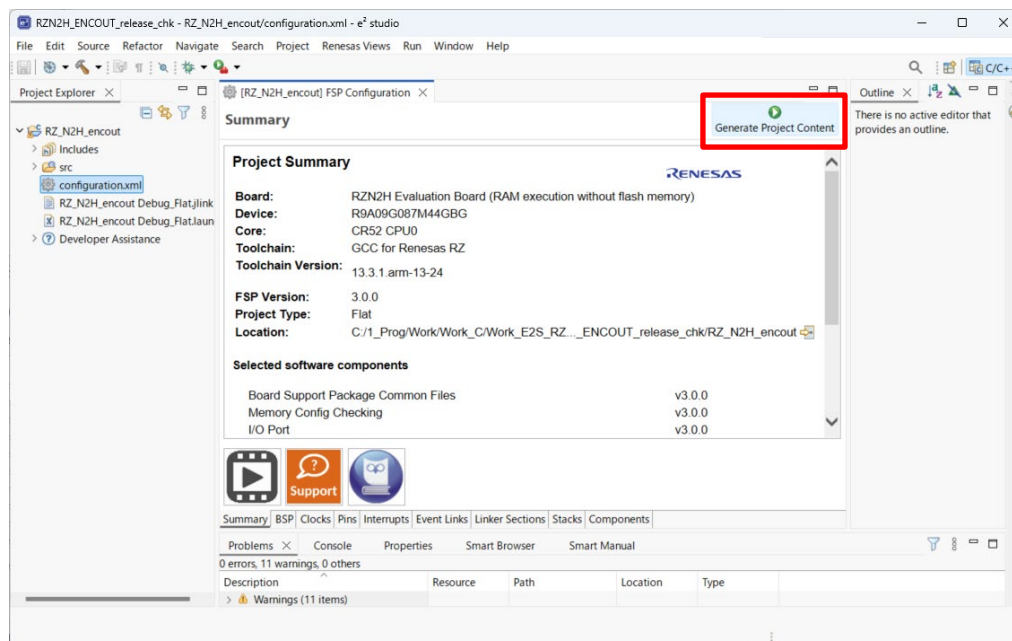 RZN2H_ENCOUT_release_chk - RZ_N2H_encout/configuration.xml - e² studio
File Edit Source Refactor Navigate Search Project Renesas Views Run Window Help
C/C++
Project Explorer
[RZ_N2H_encout] FSP Configuration
Outline
RZ_N2H_encout
Includes
src
configuration.xml
RZ_N2H_encout Debug_Flat.jlink
RZ_N2H_encout Debug_Flat.laun
Developer Assistance
Summary
Generate Project Content
There is no active editor that
provides an outline.
Project Summary
RENESAS
Board: RZN2H Evaluation Board (RAM execution without flash memory)
Device: R9A09G087M44GBG
Core: CR52 CPU0
Toolchain: GCC for Renesas RZ
Toolchain Version: 13.3.1.arm-13-24
FSP Version: 3.0.0
Project Type: Flat
Location: C:/1_Prog/Work/Work_C/Work_E2S_RZ..._ENCOUT_release_chk/RZ_N2H_encout
Selected software components
Board Support Package Common Files v3.0.0
Memory Config Checking v3.0.0
I/O Port v3.0.0
Support
Summary BSP Clocks Pins Interrupts Event Links Linker Sections Stacks Components
Problems Console Properties Smart Browser Smart Manual
0 errors, 11 warnings, 0 others
Description Resource Path Location Type
Warnings (11 items)